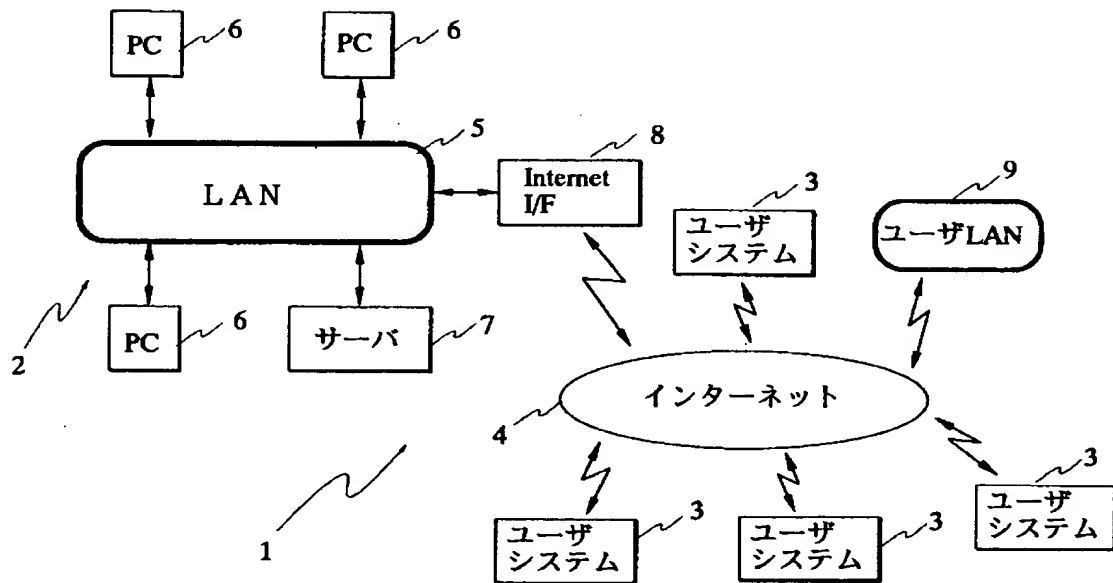 PC
6
PC
6
5
LAN
8
Internet
I/F
3
ユーザ
システム
9
ユーザLAN
2
PC
6
サーバ
7
インターネット
4
1
ユーザ
システム
3
ユーザ
システム
3
3
ユーザ
システム